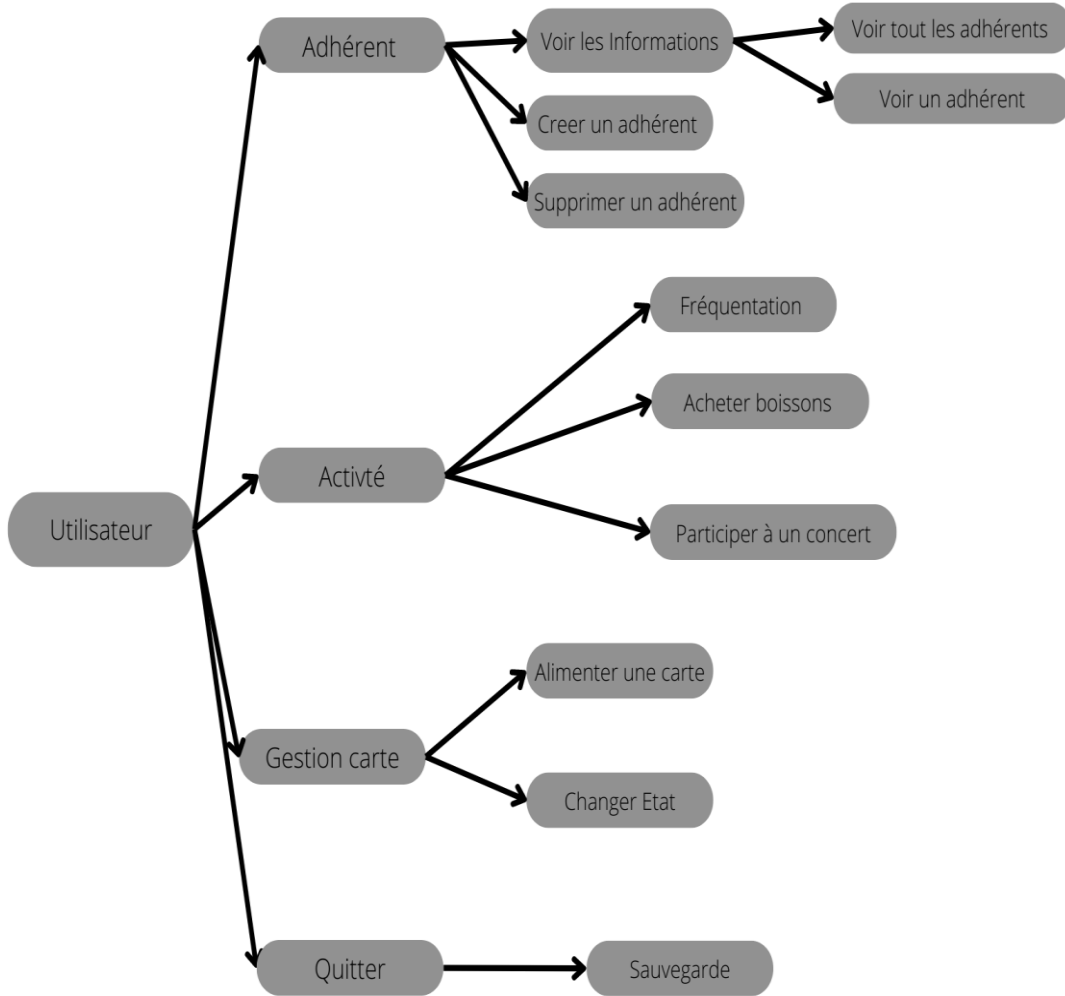 Adhérent
Voir les Informations
Voir tout les adhérents
Voir un adhérent
Creer un adhérent
Supprimer un adhérent
Utilisateur
Activté
Fréquentation
Acheter boissons
Participer à un concert
Gestion carte
Alimenter une carte
Changer Etat
Quitter
Sauvegarde